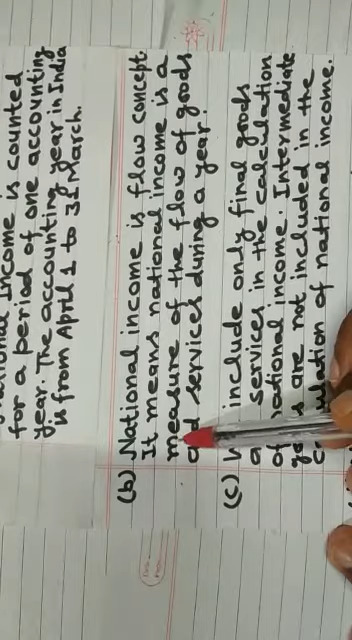 National Income is counted
for a period of one accounting
year. The accounting year in India
is from April 1 to 31 March.
(b) National income is flow concept.
It means national income is a
measure of the flow of goods
and services during a year.
(c) include only final goods
services in the calculation
of national income. Intermediate
are not included in the
calculation of national income.